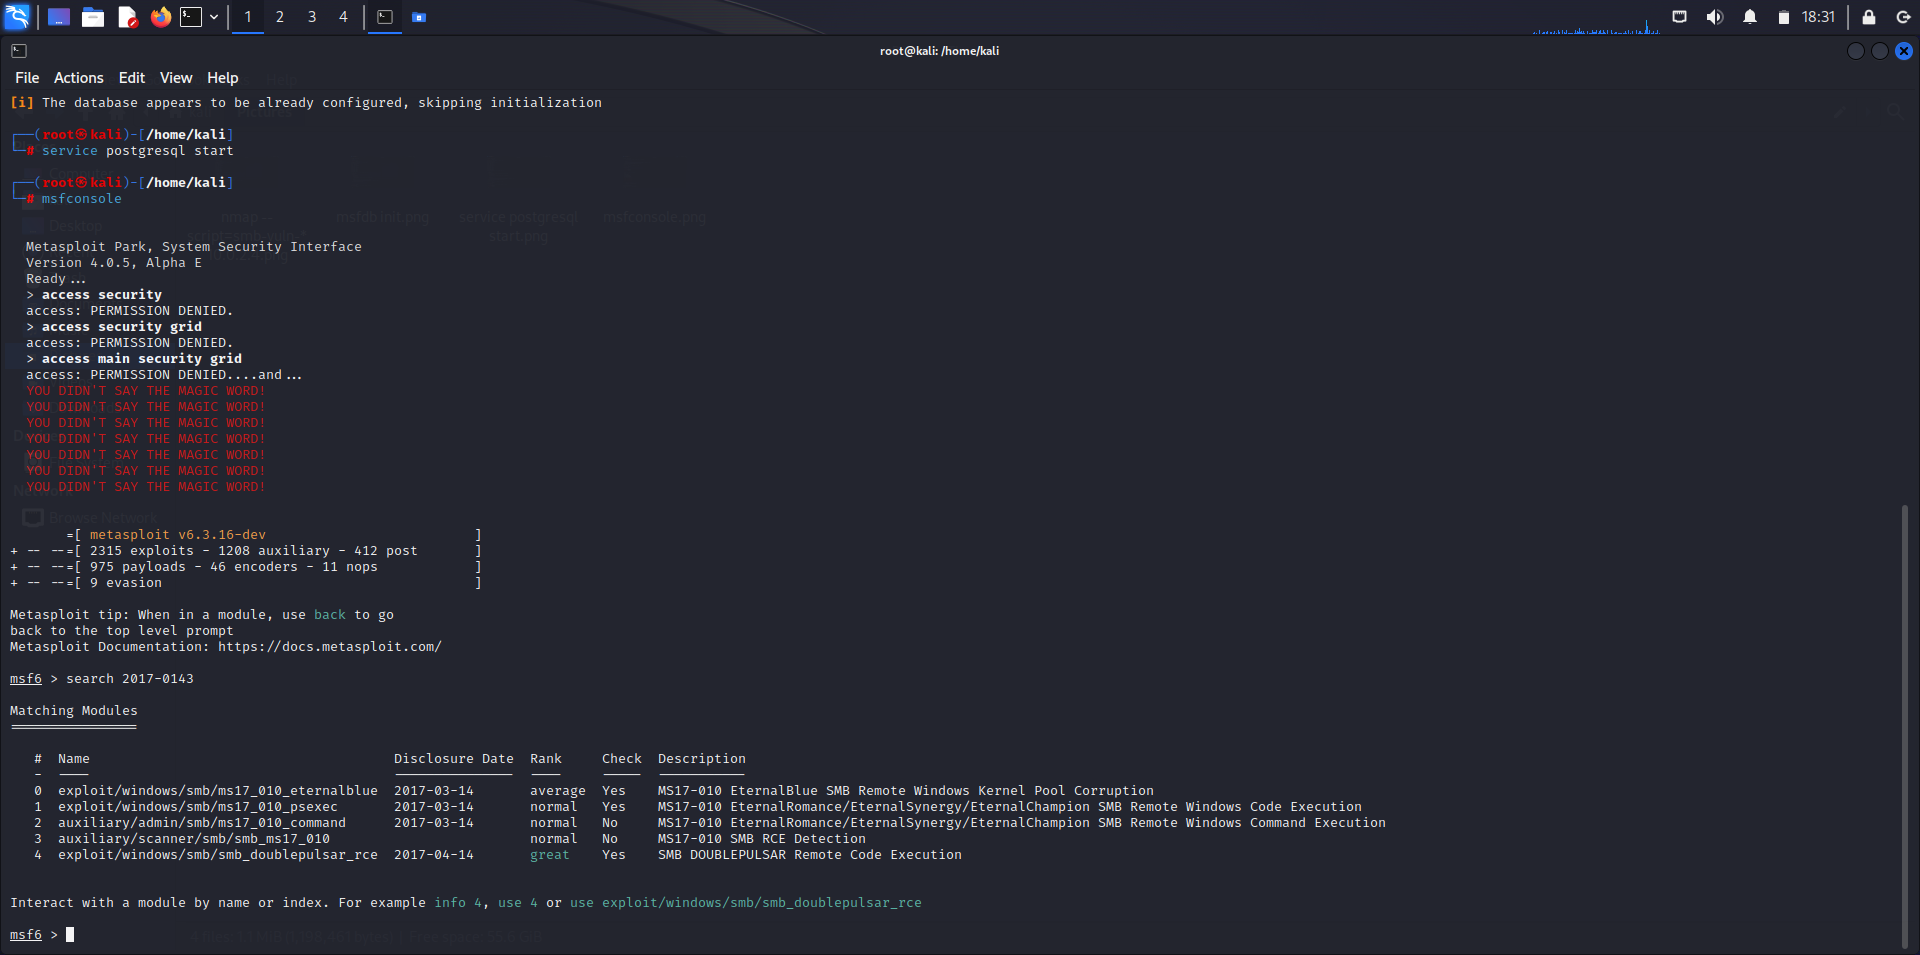 1 2 3 4 18:31
root@kali: /home/kali
File Actions Edit View Help
[i] The database appears to be already configured, skipping initialization
┌──(root㉿kali)-[/home/kali]
└─# service postgresql start
┌──(root㉿kali)-[/home/kali]
└─# msfconsole
Metasploit Park, System Security Interface
Version 4.0.5, Alpha E
Ready...
> access security
access: PERMISSION DENIED.
> access security grid
access: PERMISSION DENIED.
> access main security grid
access: PERMISSION DENIED....and...
YOU DIDN'T SAY THE MAGIC WORD!
YOU DIDN'T SAY THE MAGIC WORD!
YOU DIDN'T SAY THE MAGIC WORD!
YOU DIDN'T SAY THE MAGIC WORD!
YOU DIDN'T SAY THE MAGIC WORD!
YOU DIDN'T SAY THE MAGIC WORD!
YOU DIDN'T SAY THE MAGIC WORD!
=[ metasploit v6.3.16-dev ]
+ -- --=[ 2315 exploits - 1208 auxiliary - 412 post ]
+ -- --=[ 975 payloads - 46 encoders - 11 nops ]
+ -- --=[ 9 evasion ]
Metasploit tip: When in a module, use back to go
back to the top level prompt
Metasploit Documentation: https://docs.metasploit.com/
msf6 > search 2017-0143
Matching Modules
================
# Name Disclosure Date Rank Check Description
- ---- --------------- ---- ----- -----------
0 exploit/windows/smb/ms17_010_eternalblue 2017-03-14 average Yes MS17-010 EternalBlue SMB Remote Windows Kernel Pool Corruption
1 exploit/windows/smb/ms17_010_psexec 2017-03-14 normal Yes MS17-010 EternalRomance/EternalSynergy/EternalChampion SMB Remote Windows Code Execution
2 auxiliary/admin/smb/ms17_010_command 2017-03-14 normal No MS17-010 EternalRomance/EternalSynergy/EternalChampion SMB Remote Windows Command Execution
3 auxiliary/scanner/smb/smb_ms17_010 normal No MS17-010 SMB RCE Detection
4 exploit/windows/smb/smb_doublepulsar_rce 2017-04-14 great Yes SMB DOUBLEPULSAR Remote Code Execution
Interact with a module by name or index. For example info 4, use 4 or use exploit/windows/smb/smb_doublepulsar_rce
msf6 >